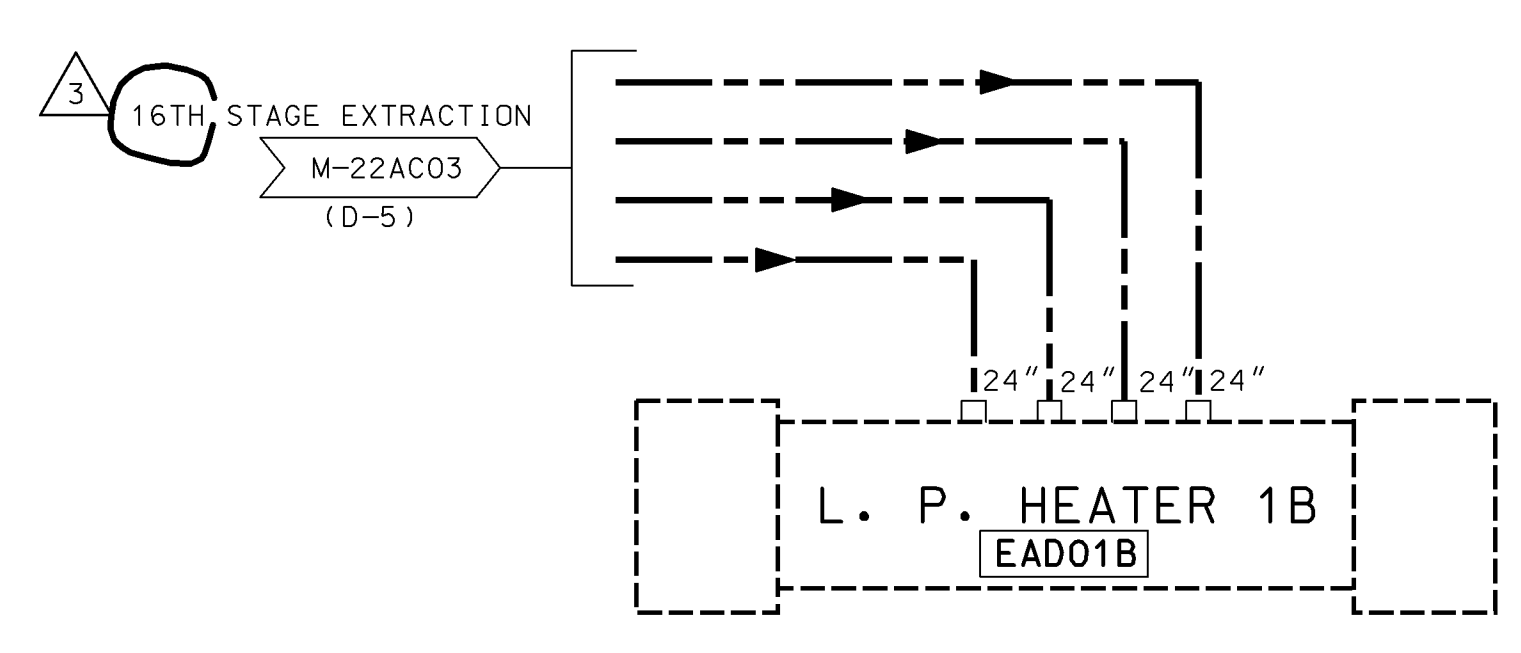 3
16TH STAGE EXTRACTION
M-22AC03
(D-5)
24" 24" 24" 24"
L. P. HEATER 1B
EAD01B